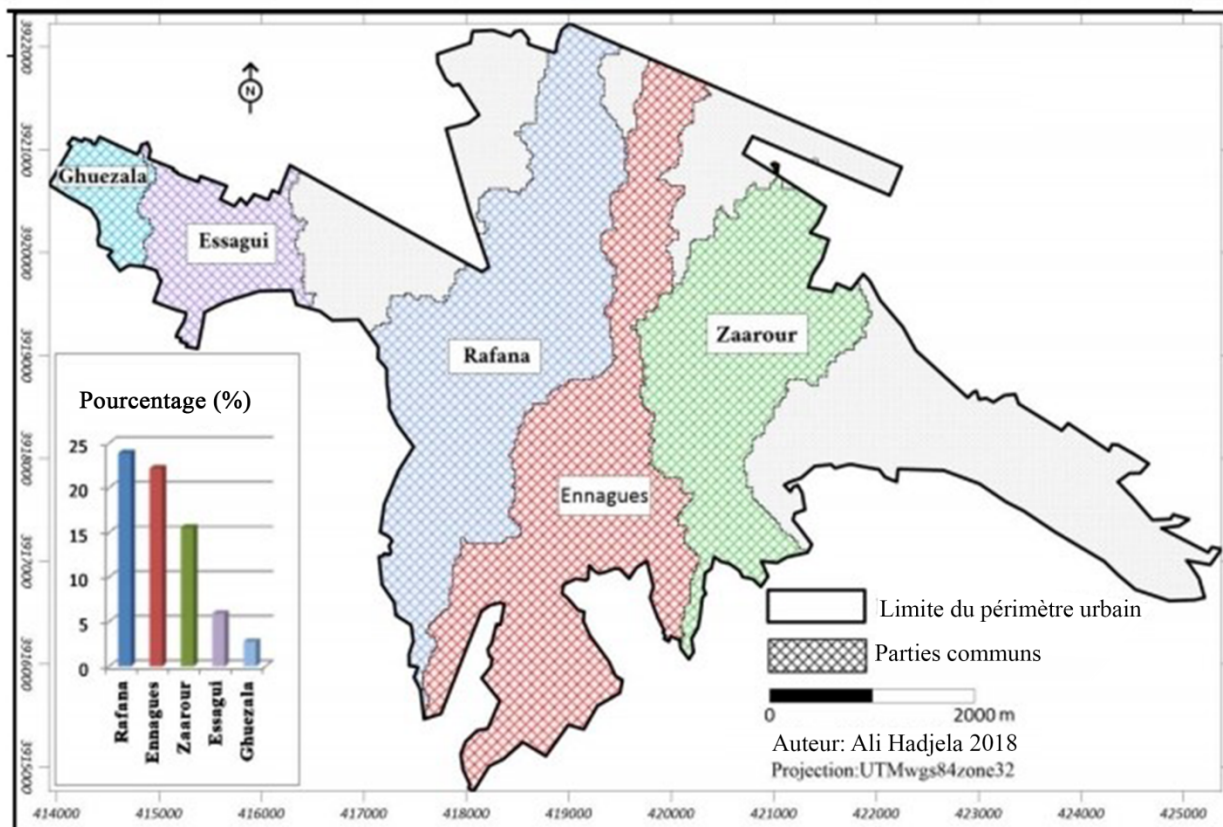 3922000
3921000
3920000
3919000
3918000
3917000
3916000
3915000
N
Ghuezala
Essagui
Rafana
Zaarour
Ennagues
Pourcentage (%)
25
20
15
10
5
0
Rafana
Ennagues
Zaarour
Essagui
Ghuezala
Limite du périmètre urbain
Parties communs
0 2000 m
Auteur: Ali Hadjela 2018
Projection:UTMwgs84zone32
414000 415000 416000 417000 418000 419000 420000 421000 422000 423000 424000 425000